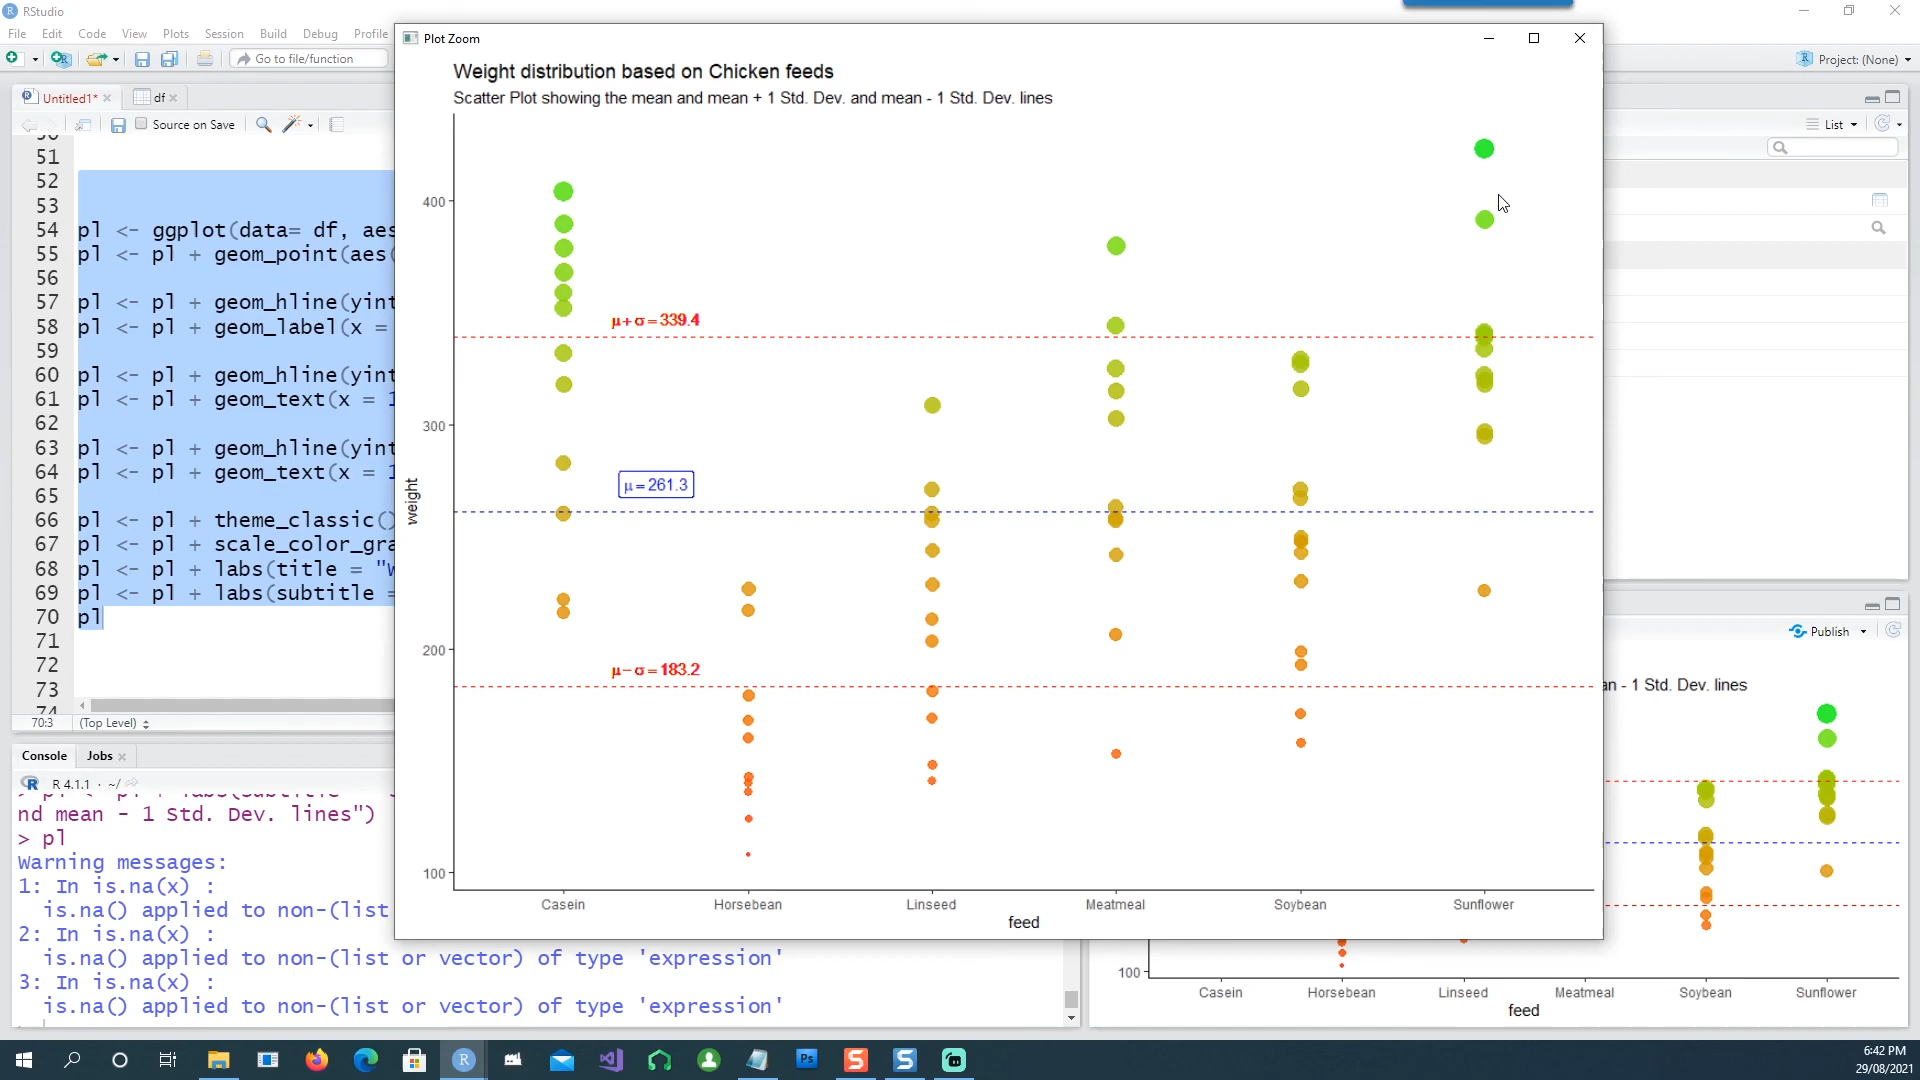 RStudio
File Edit Code View Plots Session Build Debug Profile
Go to file/function
Project: (None)
Untitled1* df
Source on Save
List
51
52
53
54 pl <- ggplot(data= df, aes
55 pl <- pl + geom_point(aes(
56
57 pl <- pl + geom_hline(yint
58 pl <- pl + geom_label(x =
59
60 pl <- pl + geom_hline(yint
61 pl <- pl + geom_text(x = 1
62
63 pl <- pl + geom_hline(yint
64 pl <- pl + geom_text(x = 1
65
66 pl <- pl + theme_classic()
67 pl <- pl + scale_color_gra
68 pl <- pl + labs(title = "W
69 pl <- pl + labs(subtitle =
70 pl
71
72
73
74
70:3 (Top Level)
Console Jobs
R 4.1.1 · ~/
nd mean - 1 Std. Dev. lines")
> pl
Warning messages:
1: In is.na(x) :
is.na() applied to non-(list
2: In is.na(x) :
is.na() applied to non-(list or vector) of type 'expression'
3: In is.na(x) :
is.na() applied to non-(list or vector) of type 'expression'
Plot Zoom
Weight distribution based on Chicken feeds
Scatter Plot showing the mean and mean + 1 Std. Dev. and mean - 1 Std. Dev. lines
400
μ+σ=339.4
300
μ=261.3
weight
200
μ−σ=183.2
100
Casein Horsebean Linseed Meatmeal Soybean Sunflower
feed
Publish
an - 1 Std. Dev. lines
100
Casein Horsebean Linseed Meatmeal Soybean Sunflower
feed
R
Ps
S
S
6:42 PM
29/08/2021